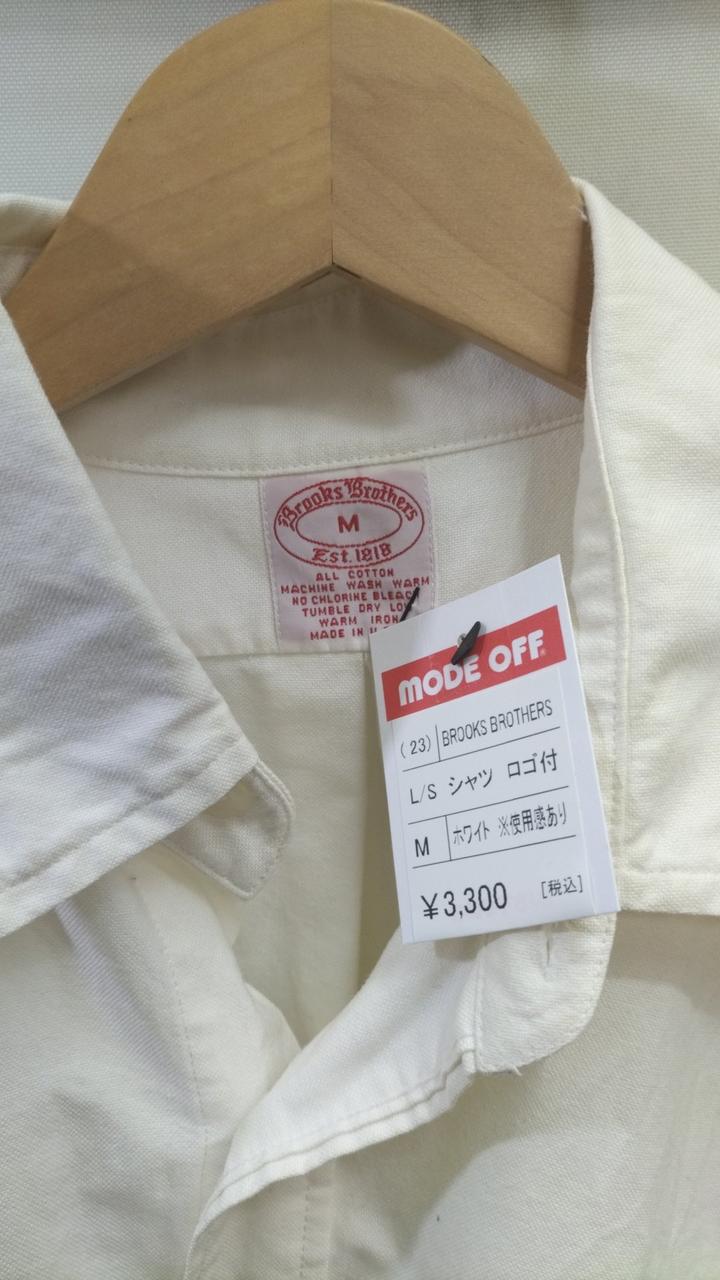 Brooks Brothers
M
Est. 1818
ALL COTTON
MACHINE WASH WARM
NO CHLORINE BLEACH
TUMBLE DRY LOW
WARM IRON
MADE IN U
MODE OFF
(23) BROOKS BROTHERS
L/S シャツ ロゴ付
M ホワイト ※使用感あり
¥3,300 [税込]